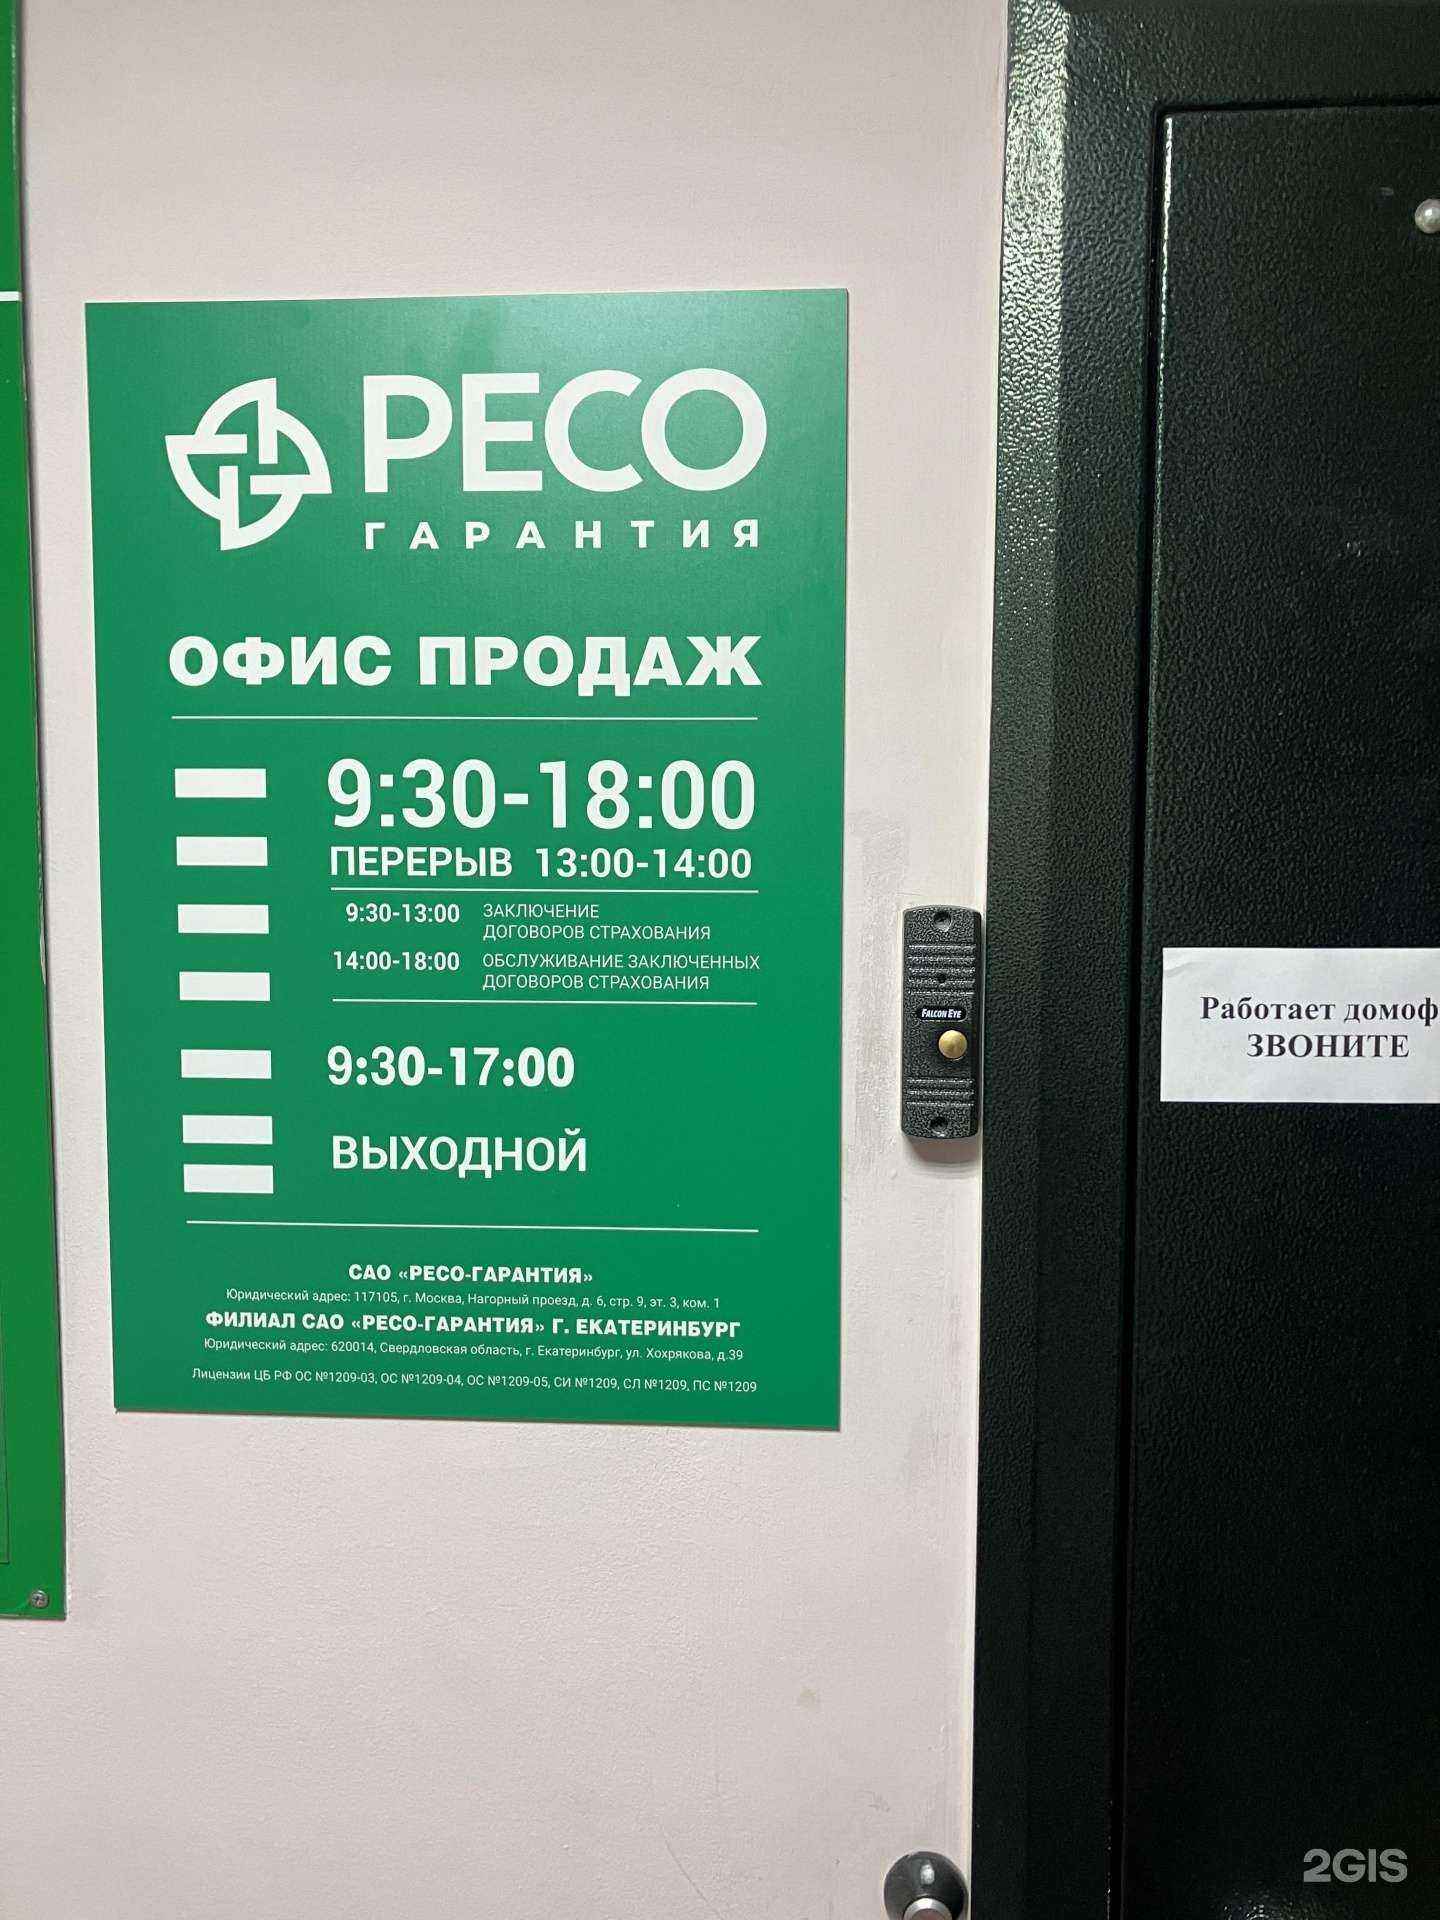 РЕСО
ГАРАНТИЯ
ОФИС ПРОДАЖ
9:30-18:00
ПЕРЕРЫВ 13:00-14:00
9:30-13:00 ЗАКЛЮЧЕНИЕ
ДОГОВОРОВ СТРАХОВАНИЯ
14:00-18:00 ОБСЛУЖИВАНИЕ ЗАКЛЮЧЕННЫХ
ДОГОВОРОВ СТРАХОВАНИЯ
9:30-17:00
ВЫХОДНОЙ
САО «РЕСО-ГАРАНТИЯ»
Юридический адрес: 117105, г. Москва, Нагорный проезд, д. 6, стр. 9, эт. 3, ком. 1
ФИЛИАЛ САО «РЕСО-ГАРАНТИЯ» Г. ЕКАТЕРИНБУРГ
Юридический адрес: 620014, Свердловская область, г. Екатеринбург, ул. Хохрякова, д.39
Лицензии ЦБ РФ ОС №1209-03, ОС №1209-04, ОС №1209-05, СИ №1209, СЛ №1209, ПС №1209
FALCON EYE
Работает домоф
ЗВОНИТЕ
2GIS